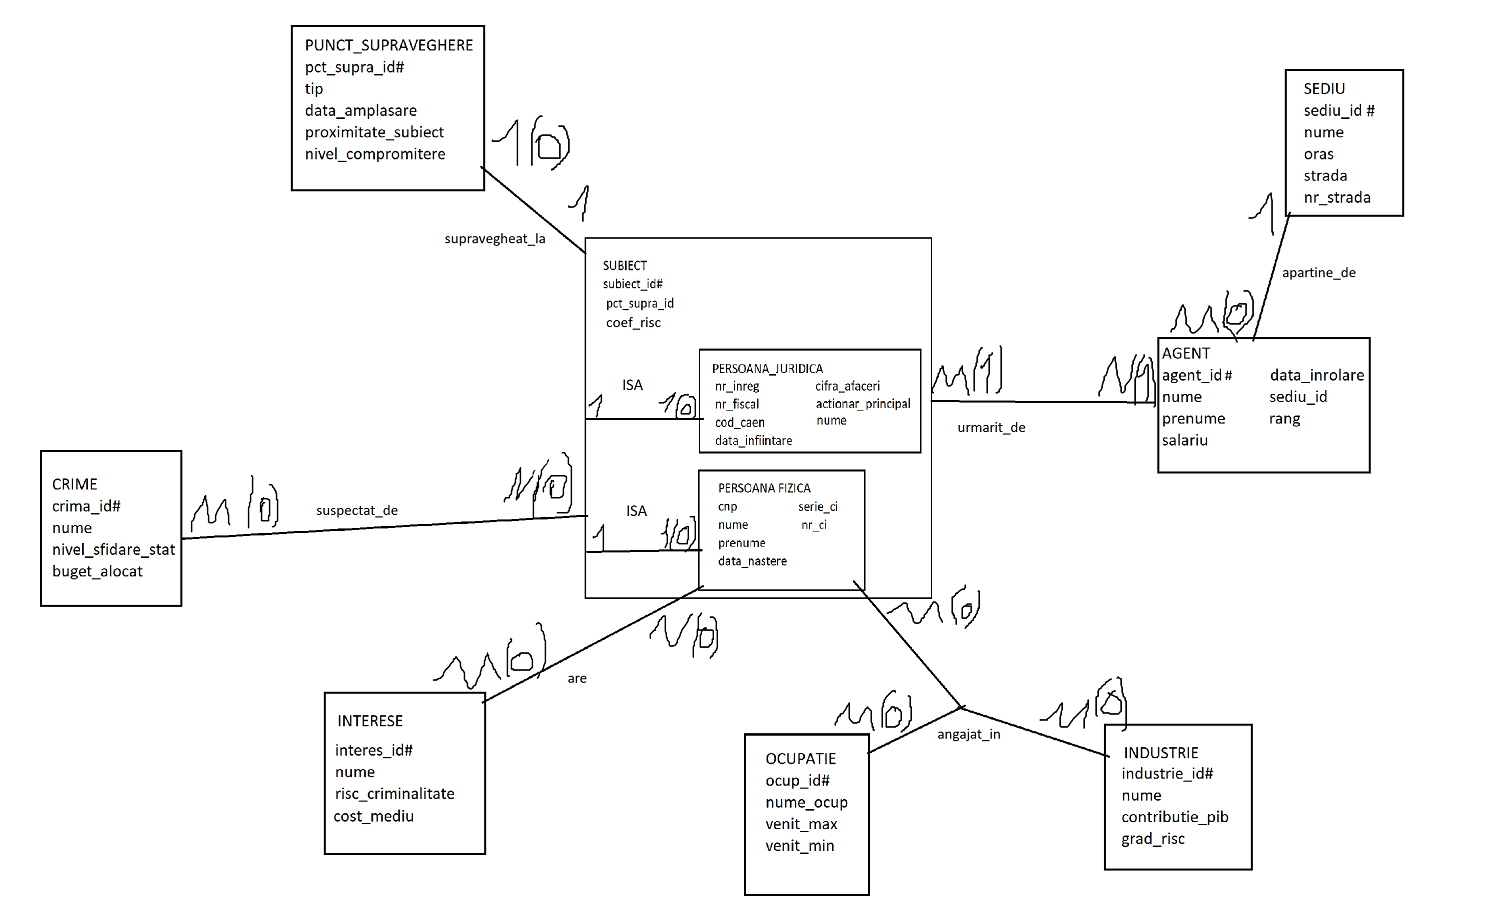 PUNCT_SUPRAVEGHERE
pct_supra_id#
tip
data_amplasare
proximitate_subiect
nivel_compromitere
1(0)
1
supravegheat_la
SEDIU
sediu_id #
nume
oras
strada
nr_strada
1
apartine_de
M(0)
SUBIECT
subiect_id#
pct_supra_id
coef_risc
ISA
1
1(0)
PERSOANA_JURIDICA
nr_inreg cifra_afaceri
nr_fiscal actionar_principal
cod_caen nume
data_infiintare
M(1)
N(1)
urmarit_de
AGENT
agent_id # data_inrolare
nume sediu_id
prenume rang
salariu
CRIME
crima_id#
nume
nivel_sfidare_stat
buget_alocat
M(0)
suspectat_de
N(0)
ISA
1
1(0)
PERSOANA FIZICA
cnp serie_ci
nume nr_ci
prenume
data_nastere
M(0)
are
N(0)
INTERESE
interes_id#
nume
risc_criminalitate
cost_mediu
M(0)
M(0)
angajat_in
M(0)
OCUPATIE
ocup_id#
nume_ocup
venit_max
venit_min
INDUSTRIE
industrie_id#
nume
contributie_pib
grad_risc